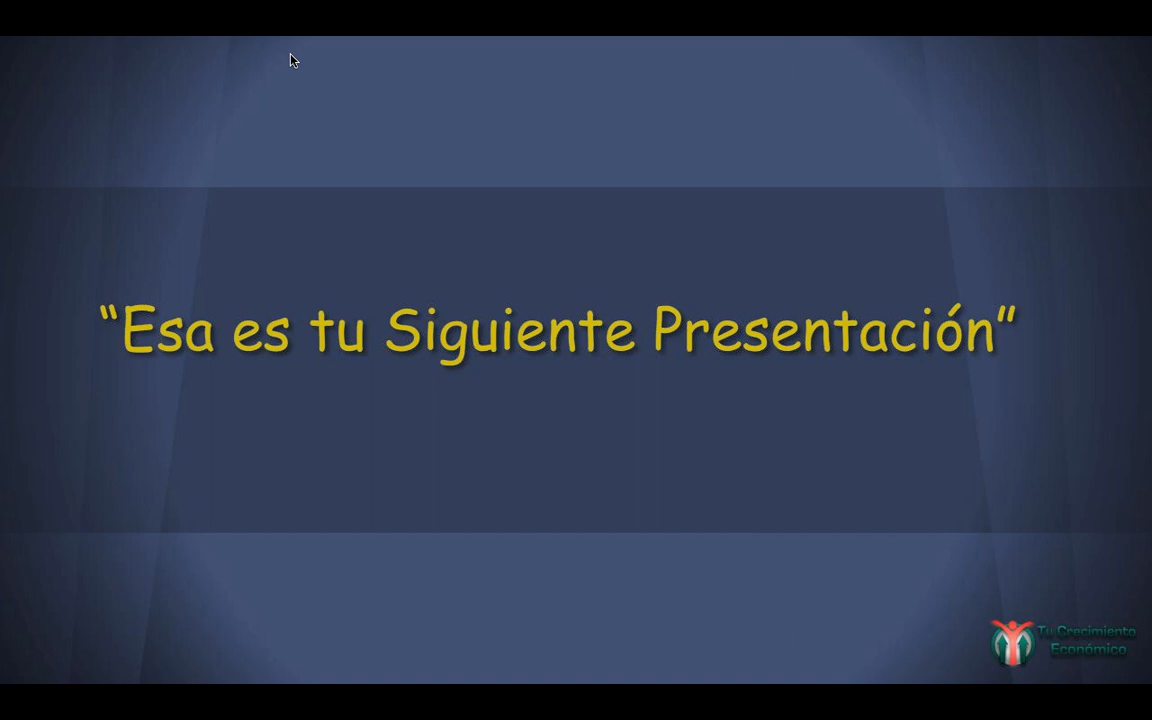 “Esa es tu Siguiente Presentación”
Tu Crecimiento
Económico